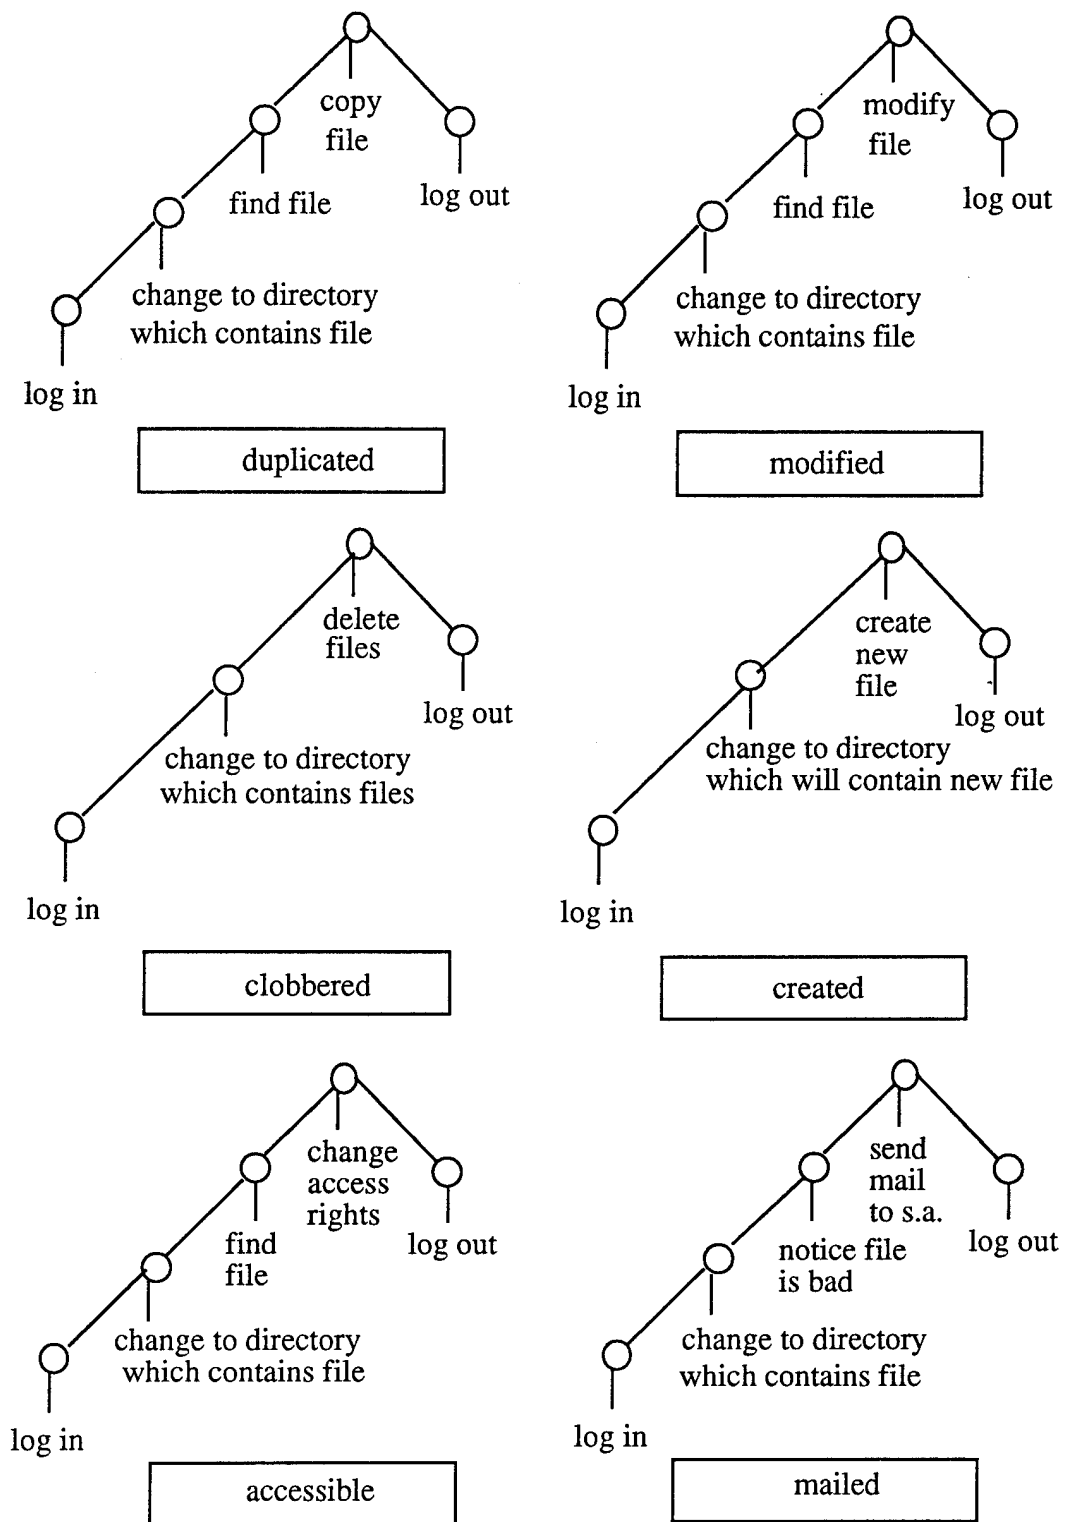 copy
file
find file
log out
change to directory
which contains file
log in
duplicated
modify
file
find file
log out
change to directory
which contains file
log in
modified
delete
files
log out
change to directory
which contains files
log in
clobbered
create
new
file
log out
change to directory
which will contain new file
log in
created
change
access
rights
find
file
log out
change to directory
which contains file
log in
accessible
send
mail
to s.a.
notice file
is bad
log out
change to directory
which contains file
log in
mailed